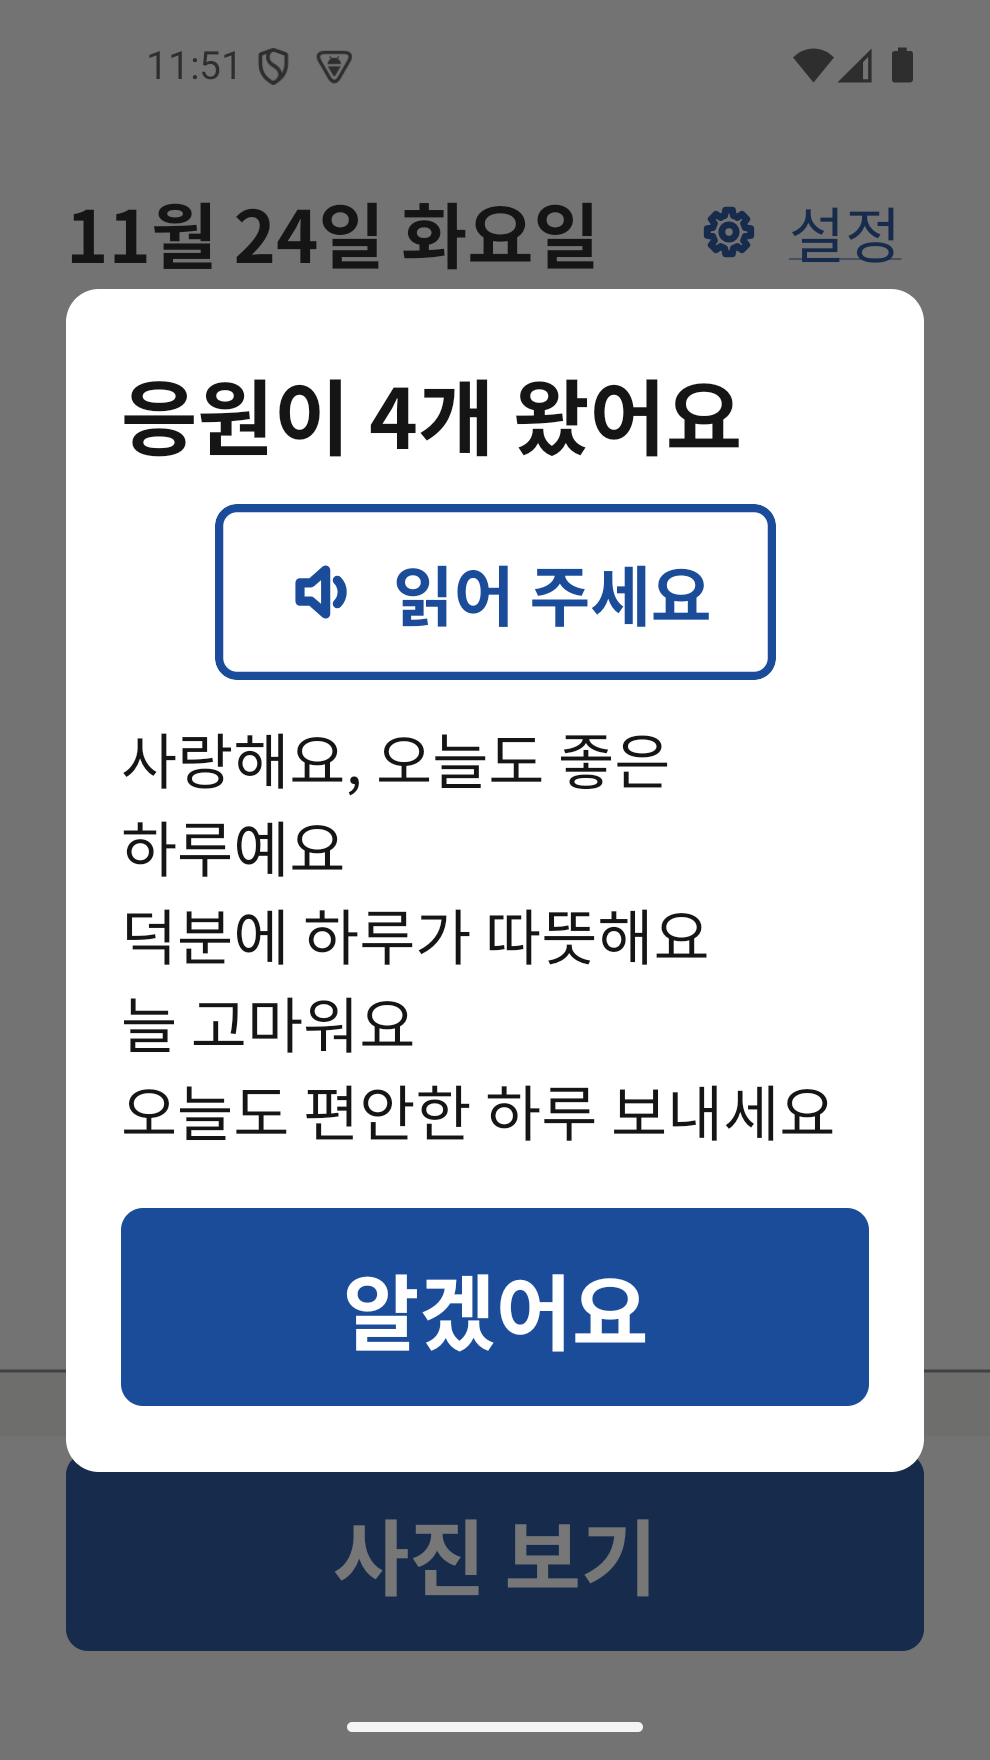 11:51
11월 24일 화요일
설정
응원이 4개 왔어요
읽어 주세요
사랑해요, 오늘도 좋은
하루예요
덕분에 하루가 따뜻해요
늘 고마워요
오늘도 편안한 하루 보내세요
알겠어요
사진 보기